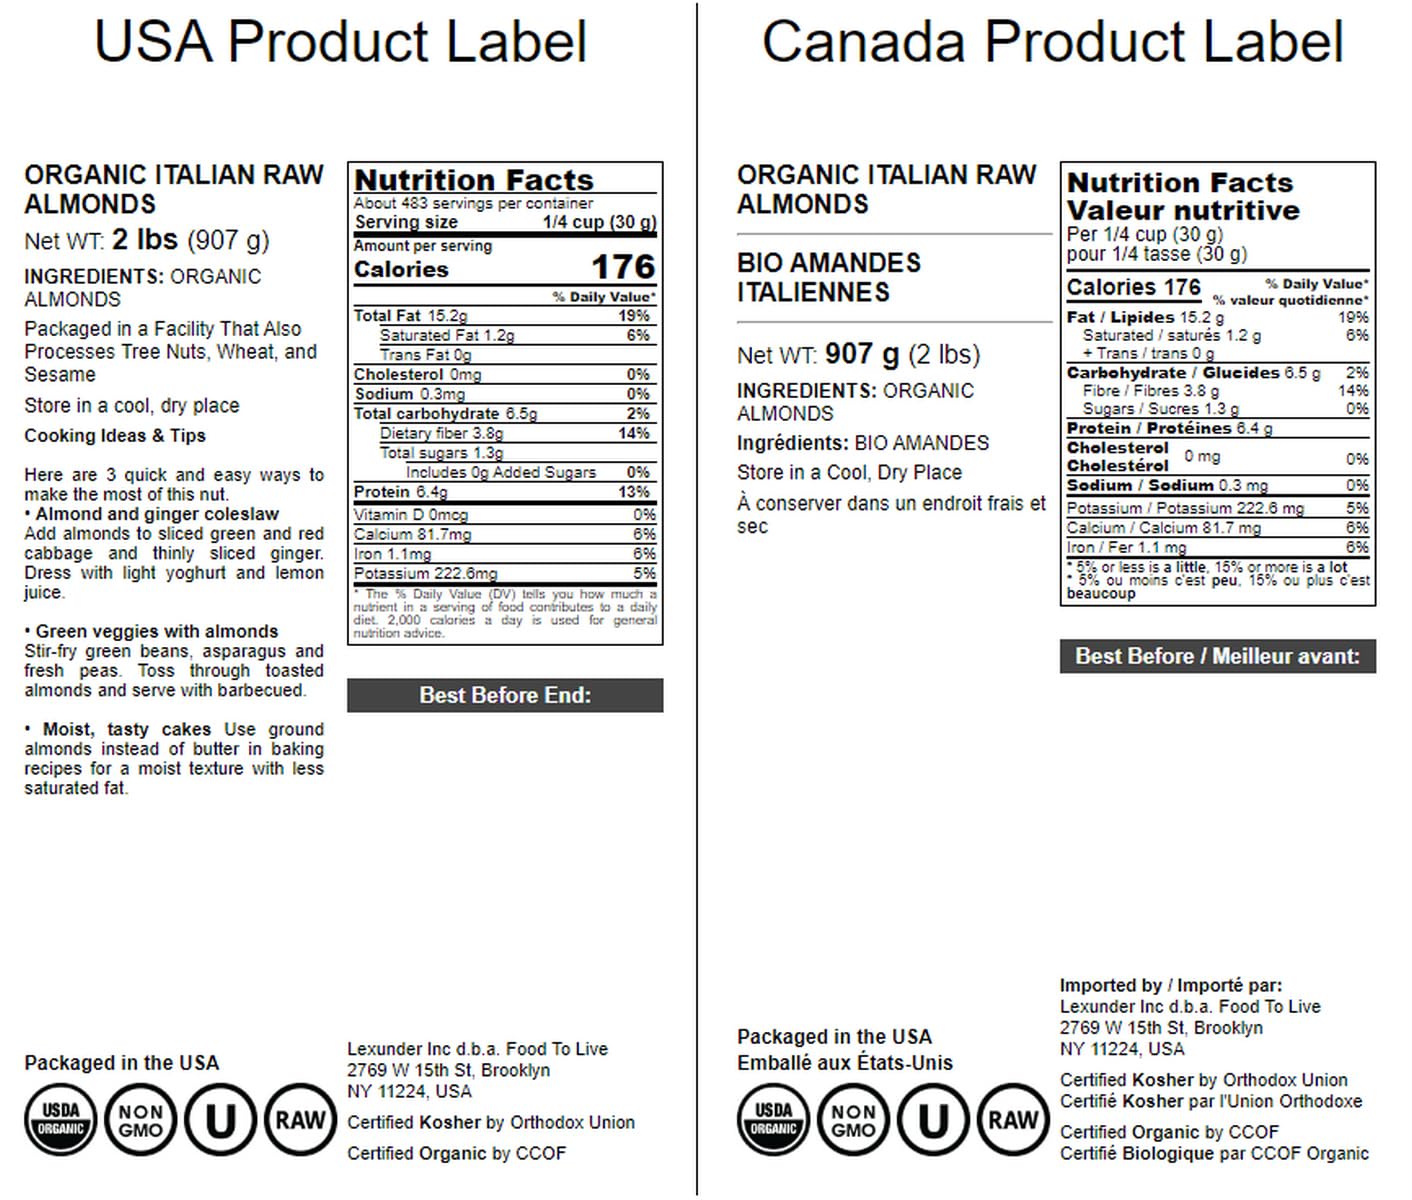 USA Product Label
ORGANIC ITALIAN RAW
ALMONDS
Net WT: 2 lbs (907 g)
INGREDIENTS: ORGANIC
ALMONDS
Packaged in a Facility That Also
Processes Tree Nuts, Wheat, and
Sesame
Store in a cool, dry place
Cooking Ideas & Tips
Here are 3 quick and easy ways to
make the most of this nut.
• Almond and ginger coleslaw
Add almonds to sliced green and red
cabbage and thinly sliced ginger.
Dress with light yoghurt and lemon
juice.
• Green veggies with almonds
Stir-fry green beans, asparagus and
fresh peas. Toss through toasted
almonds and serve with barbecued.
• Moist, tasty cakes Use ground
almonds instead of butter in baking
recipes for a moist texture with less
saturated fat.
Nutrition Facts
About 483 servings per container
Serving size 1/4 cup (30 g)
Amount per serving
Calories 176
% Daily Value*
Total Fat 15.2g 19%
Saturated Fat 1.2g 6%
Trans Fat 0g
Cholesterol 0mg 0%
Sodium 0.3mg 0%
Total carbohydrate 6.5g 2%
Dietary fiber 3.8g 14%
Total sugars 1.3g
Includes 0g Added Sugars 0%
Protein 6.4g 13%
Vitamin D 0mcg 0%
Calcium 81.7mg 6%
Iron 1.1mg 6%
Potassium 222.6mg 5%
* The % Daily Value (DV) tells you how much a
nutrient in a serving of food contributes to a daily
diet. 2,000 calories a day is used for general
nutrition advice.
Best Before End:
Packaged in the USA
USDA
ORGANIC
NON
GMO
U
RAW
Lexunder Inc d.b.a. Food To Live
2769 W 15th St, Brooklyn
NY 11224, USA
Certified Kosher by Orthodox Union
Certified Organic by CCOF
Canada Product Label
ORGANIC ITALIAN RAW
ALMONDS
BIO AMANDES
ITALIENNES
Net WT: 907 g (2 lbs)
INGREDIENTS: ORGANIC
ALMONDS
Ingrédients: BIO AMANDES
Store in a Cool, Dry Place
À conserver dans un endroit frais et
sec
Nutrition Facts
Valeur nutritive
Per 1/4 cup (30 g)
pour 1/4 tasse (30 g)
Calories 176 % Daily Value*
% valeur quotidienne*
Fat / Lipides 15.2 g 19%
Saturated / saturés 1.2 g 6%
+ Trans / trans 0 g
Carbohydrate / Glucides 6.5 g 2%
Fibre / Fibres 3.8 g 14%
Sugars / Sucres 1.3 g 0%
Protein / Protéines 6.4 g
Cholesterol
Cholestérol 0 mg 0%
Sodium / Sodium 0.3 mg 0%
Potassium / Potassium 222.6 mg 5%
Calcium / Calcium 81.7 mg 6%
Iron / Fer 1.1 mg 6%
* 5% or less is a little, 15% or more is a lot
* 5% ou moins c'est peu, 15% ou plus c'est
beaucoup
Best Before / Meilleur avant:
Packaged in the USA
Emballé aux États-Unis
USDA
ORGANIC
NON
GMO
U
RAW
Imported by / Importé par:
Lexunder Inc d.b.a. Food To Live
2769 W 15th St, Brooklyn
NY 11224, USA
Certified Kosher by Orthodox Union
Certifié Kosher par l'Union Orthodoxe
Certified Organic by CCOF
Certifié Biologique par CCOF Organic